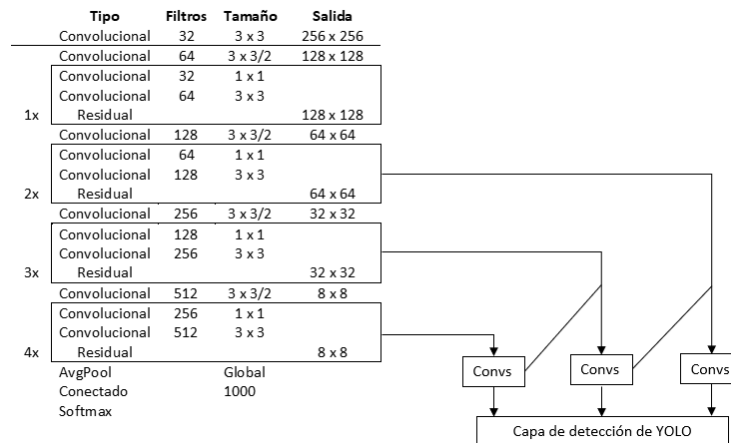 Tipo Filtros Tamaño Salida
Convolucional 32 3 x 3 256 x 256
Convolucional 64 3 x 3/2 128 x 128
Convolucional 32 1 x 1
Convolucional 64 3 x 3
1x Residual 128 x 128
Convolucional 128 3 x 3/2 64 x 64
Convolucional 64 1 x 1
Convolucional 128 3 x 3
2x Residual 64 x 64
Convolucional 256 3 x 3/2 32 x 32
Convolucional 128 1 x 1
Convolucional 256 3 x 3
3x Residual 32 x 32
Convolucional 512 3 x 3/2 8 x 8
Convolucional 256 1 x 1
Convolucional 512 3 x 3
4x Residual 8 x 8
AvgPool Global
Conectado 1000
Softmax
Convs Convs Convs
Capa de detección de YOLO